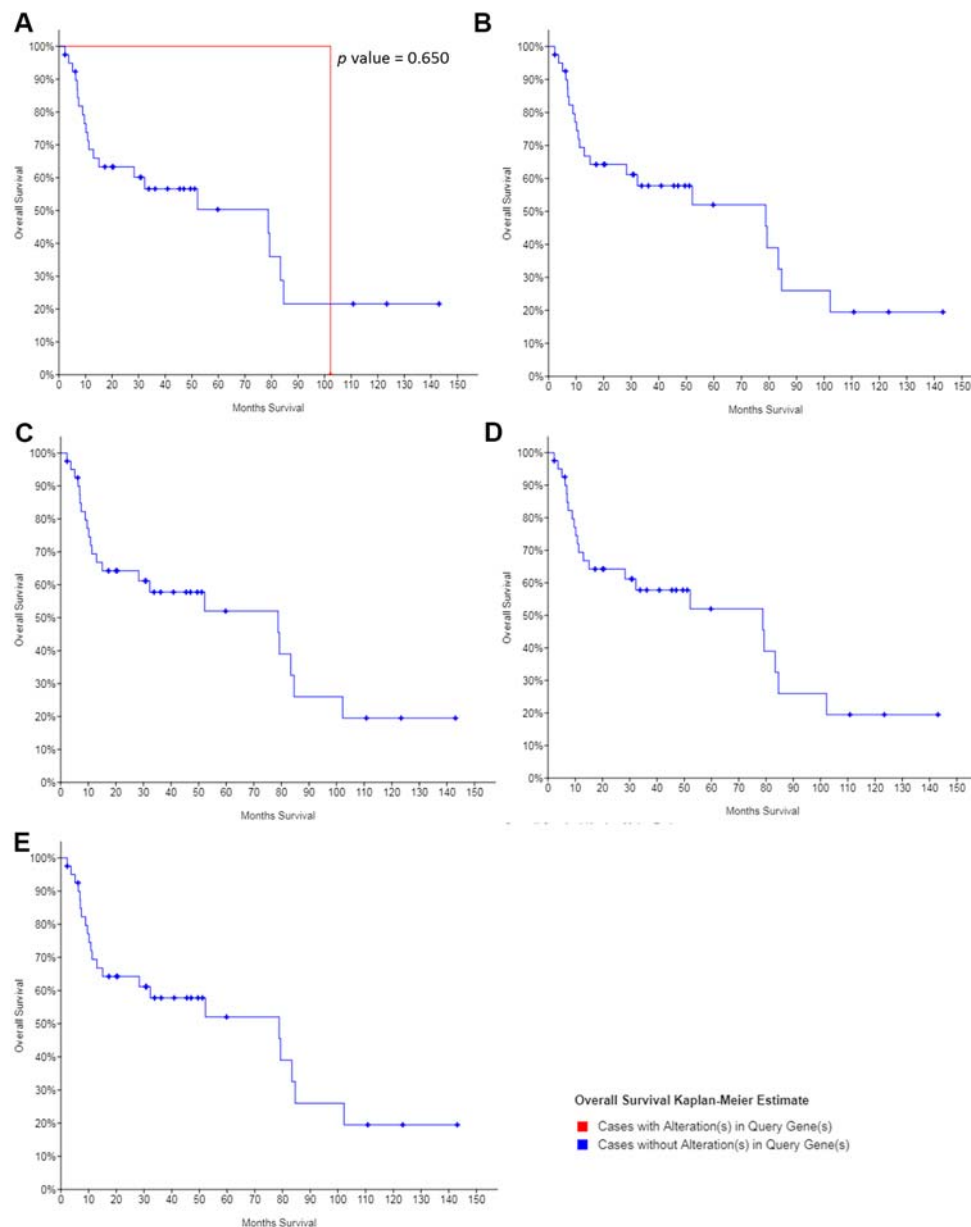 A
100%
90%
80%
70%
60%
50%
40%
30%
20%
10%
0%
Overall Survival
p value = 0.650
0 10 20 30 40 50 60 70 80 90 100 110 120 130 140 150
Months Survival
B
100%
90%
80%
70%
60%
50%
40%
30%
20%
10%
0%
Overall Survival
0 10 20 30 40 50 60 70 80 90 100 110 120 130 140 150
Months Survival
C
100%
90%
80%
70%
60%
50%
40%
30%
20%
10%
0%
Overall Survival
0 10 20 30 40 50 60 70 80 90 100 110 120 130 140 150
Months Survival
D
100%
90%
80%
70%
60%
50%
40%
30%
20%
10%
0%
Overall Survival
0 10 20 30 40 50 60 70 80 90 100 110 120 130 140 150
Months Survival
E
100%
90%
80%
70%
60%
50%
40%
30%
20%
10%
0%
Overall Survival
0 10 20 30 40 50 60 70 80 90 100 110 120 130 140 150
Months Survival
Overall Survival Kaplan-Meier Estimate
Cases with Alteration(s) in Query Gene(s)
Cases without Alteration(s) in Query Gene(s)